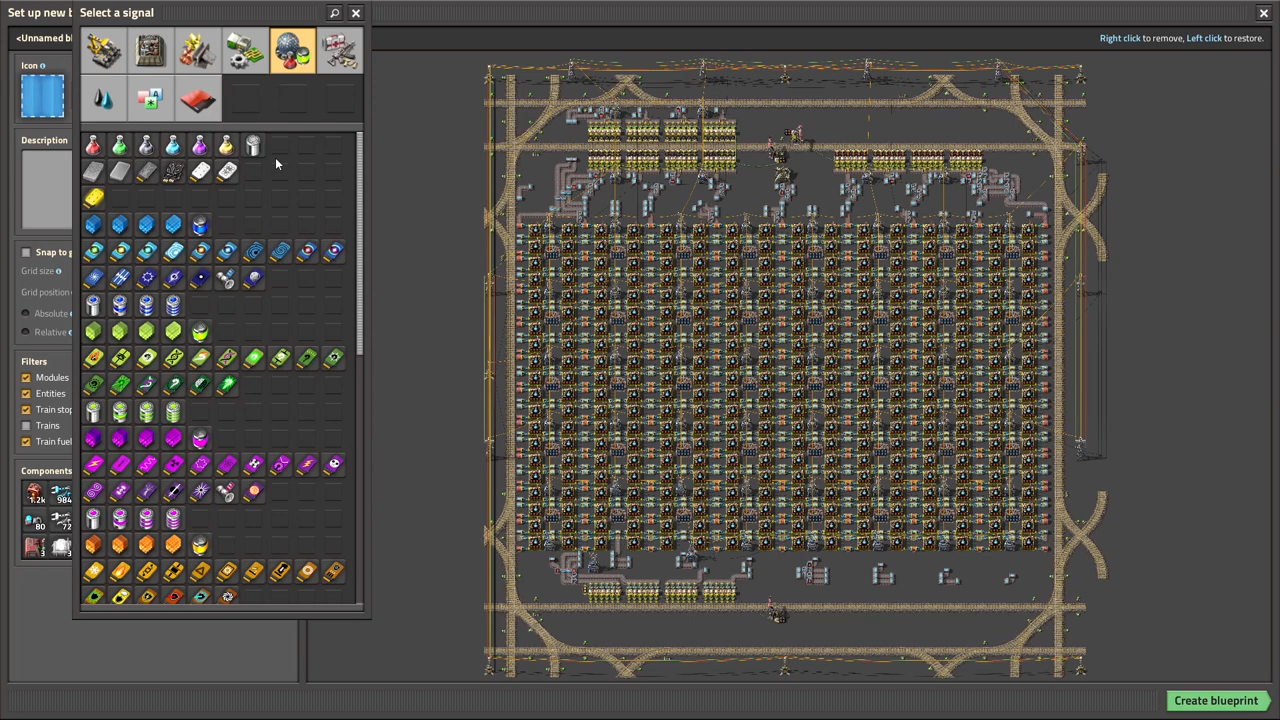 Set up new b
Select a signal
<Unnamed bl
Right click to remove, Left click to restore.
Icon
Description
Snap to g
Grid size
Grid position
Absolute
Relative
Filters
Modules
Entities
Train stop
Trains
Train fuel
Components
1.2k 984
80 72
Create blueprint